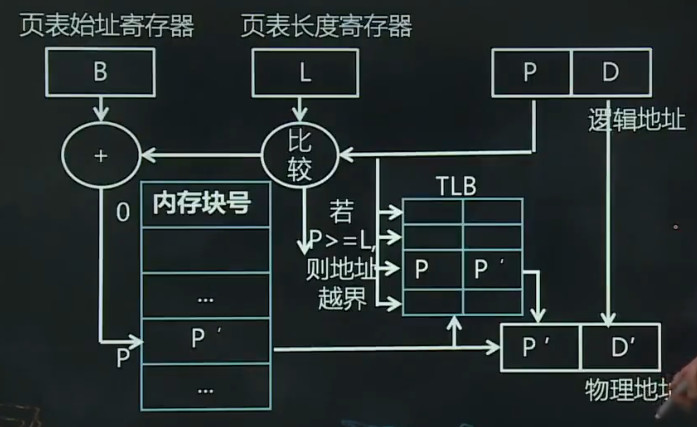 页表始址寄存器
页表长度寄存器
B
L
P
D
逻辑地址
+
比
较
TLB
0
内存块号
若
P>=L,
则地址
越界
P
P′
...
P′
P
...
P′
D′
物理地